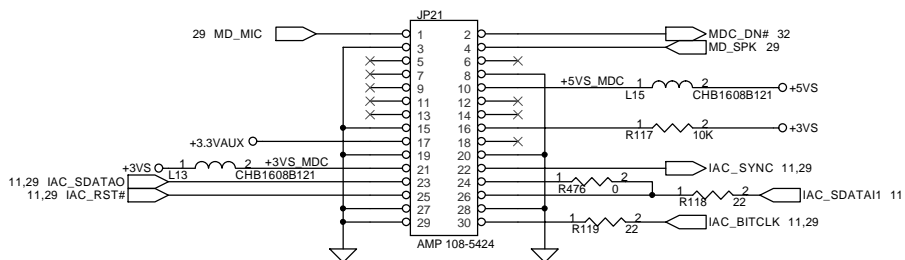 JP21
29 MD_MIC 1 2 MDC_DN# 32
3 4 MD_SPK 29
5 6
7 8
9 10 +5VS_MDC 1 2 +5VS
L15 CHB1608B121
11 12
13 14
15 16 1 2 +3VS
R117 10K
+3.3VAUX 17 18
19 20
+3VS 1 2 +3VS_MDC 21 22 IAC_SYNC 11,29
L13 CHB1608B121
11,29 IAC_SDATAO 23 24 1 2
R476 0
11,29 IAC_RST# 25 26 1 2 IAC_SDATAI1 11
R118 22
27 28
29 30 1 2 IAC_BITCLK 11,29
R119 22
AMP 108-5424